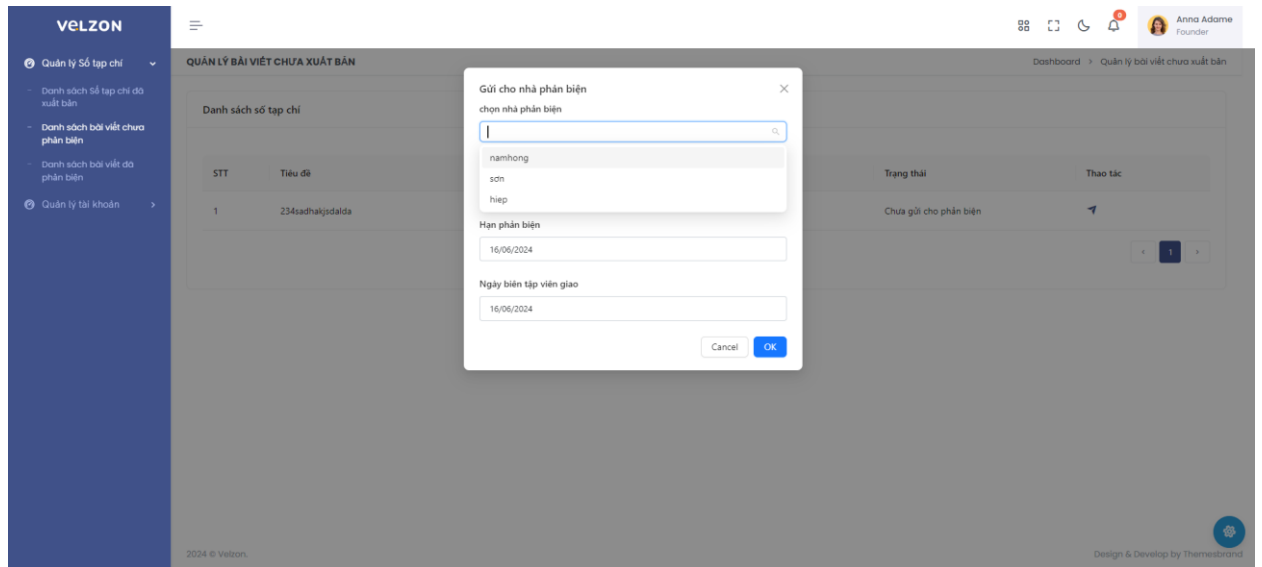 VELZON
0
Anna Adame
Founder
Quản lý Số tạp chí
Danh sách Số tạp chí đã
xuất bản
Danh sách bài viết chưa
phản biện
Danh sách bài viết đã
phản biện
Quản lý tài khoản
QUẢN LÝ BÀI VIẾT CHƯA XUẤT BẢN
Dashboard > Quản lý bài viết chưa xuất bản
Danh sách số tạp chí
STT Tiêu đề Trạng thái Thao tác
1 234sadhakjsdalda Chưa gửi cho phản biện
1
Gửi cho nhà phản biện
chọn nhà phản biện
namhong
sơn
hiep
Hạn phản biện
16/06/2024
Ngày biên tập viên giao
16/06/2024
Cancel OK
2024 © Velzon.
Design & Develop by Themesbrand